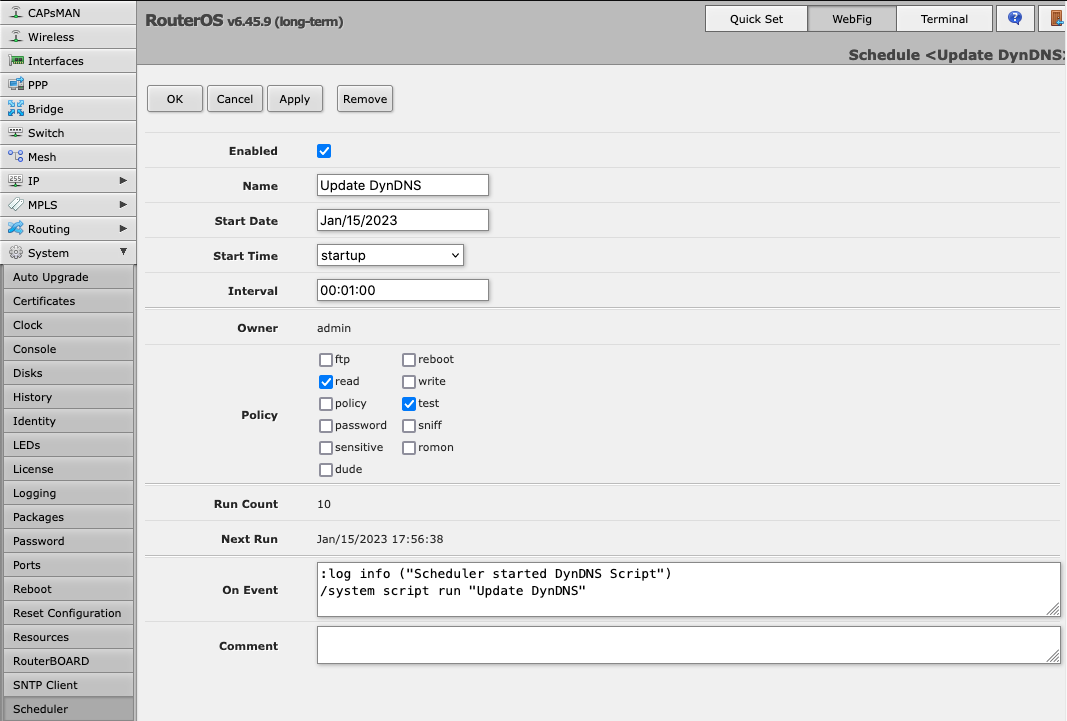 CAPsMAN
Wireless
Interfaces
PPP
Bridge
Switch
Mesh
IP
MPLS
Routing
System
Auto Upgrade
Certificates
Clock
Console
Disks
History
Identity
LEDs
License
Logging
Packages
Password
Ports
Reboot
Reset Configuration
Resources
RouterBOARD
SNTP Client
Scheduler
RouterOS v6.45.9 (long-term)
Quick Set WebFig Terminal
Schedule <Update DynDNS>
OK Cancel Apply Remove
Enabled
Name Update DynDNS
Start Date Jan/15/2023
Start Time startup
Interval 00:01:00
Owner admin
Policy
ftp reboot
read write
policy test
password sniff
sensitive romon
dude
Run Count 10
Next Run Jan/15/2023 17:56:38
On Event
:log info ("Scheduler started DynDNS Script")
/system script run "Update DynDNS"
Comment